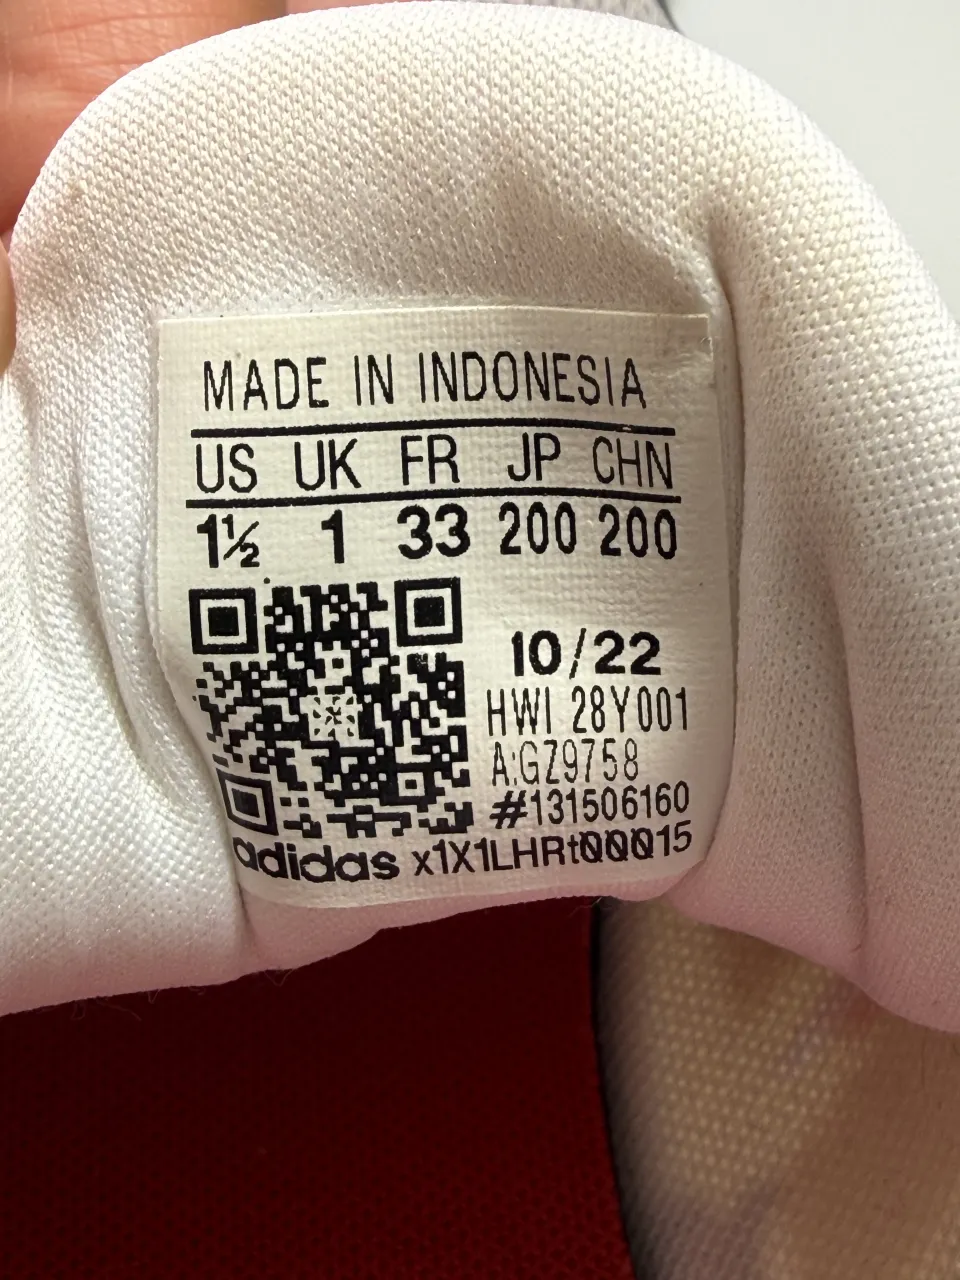 MADE IN INDONESIA
US UK FR JP CHN
1½ 1 33 200 200
10/22
HWI 28Y001
A:GZ9758
#131506160
adidas x1X1LHRt00015